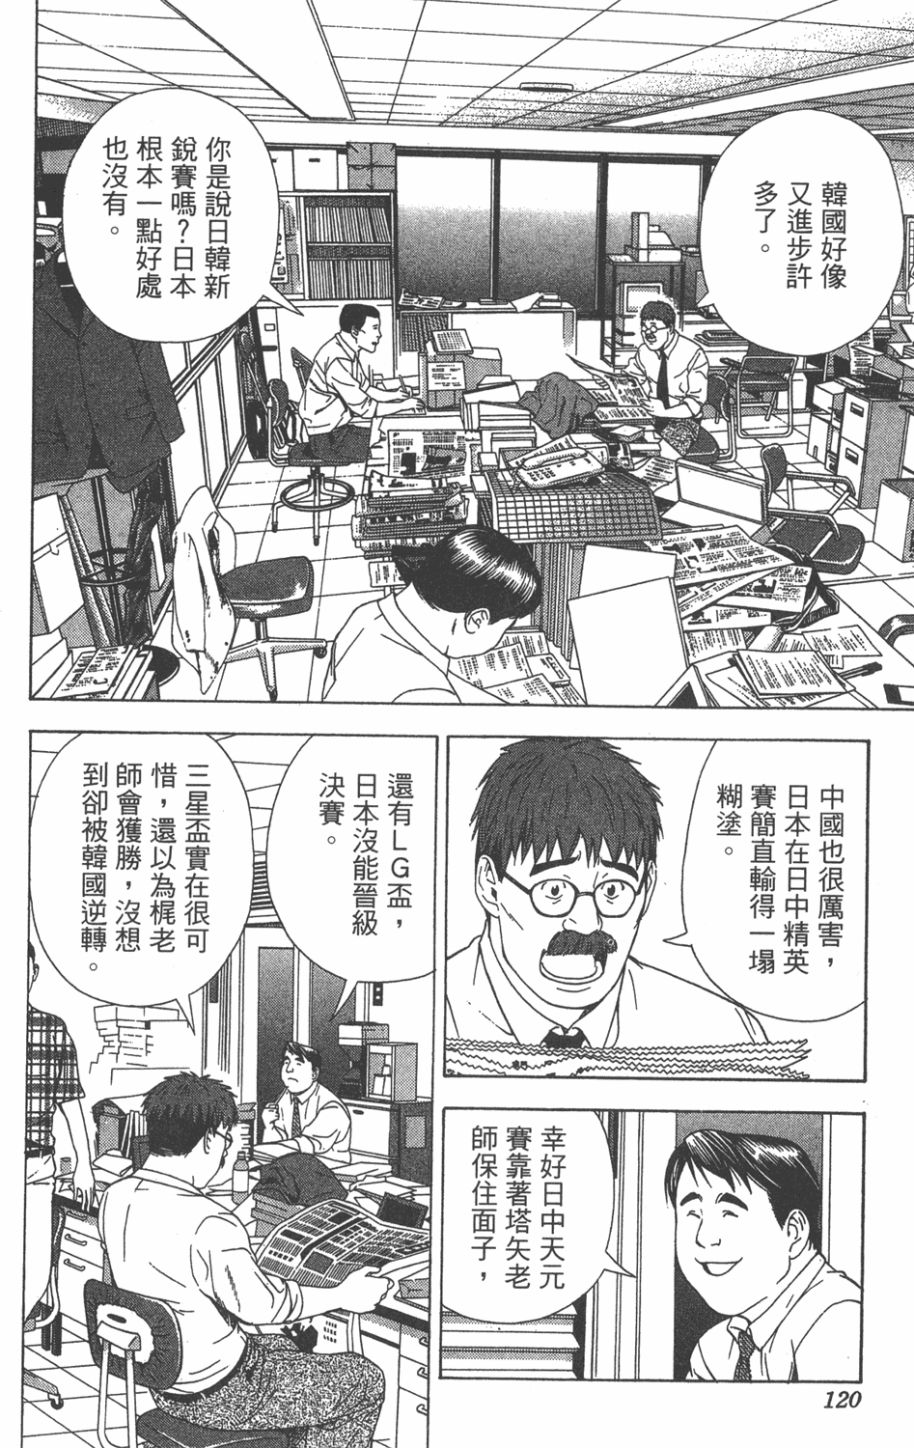 韓國好像
又進步許
多了。
你是說日韓新
銳賽嗎？日本
根本一點好處
也沒有。
中國也很厲害，
日本在日中精英
賽簡直輸得一塌
糊塗。
幸好日中天元
賽靠著塔矢老
師保住面子，
還有LG盃，
日本沒能晉級
決賽。
三星盃實在很可
惜，還以為梶老
師會獲勝，沒想
到卻被韓國逆轉。
120